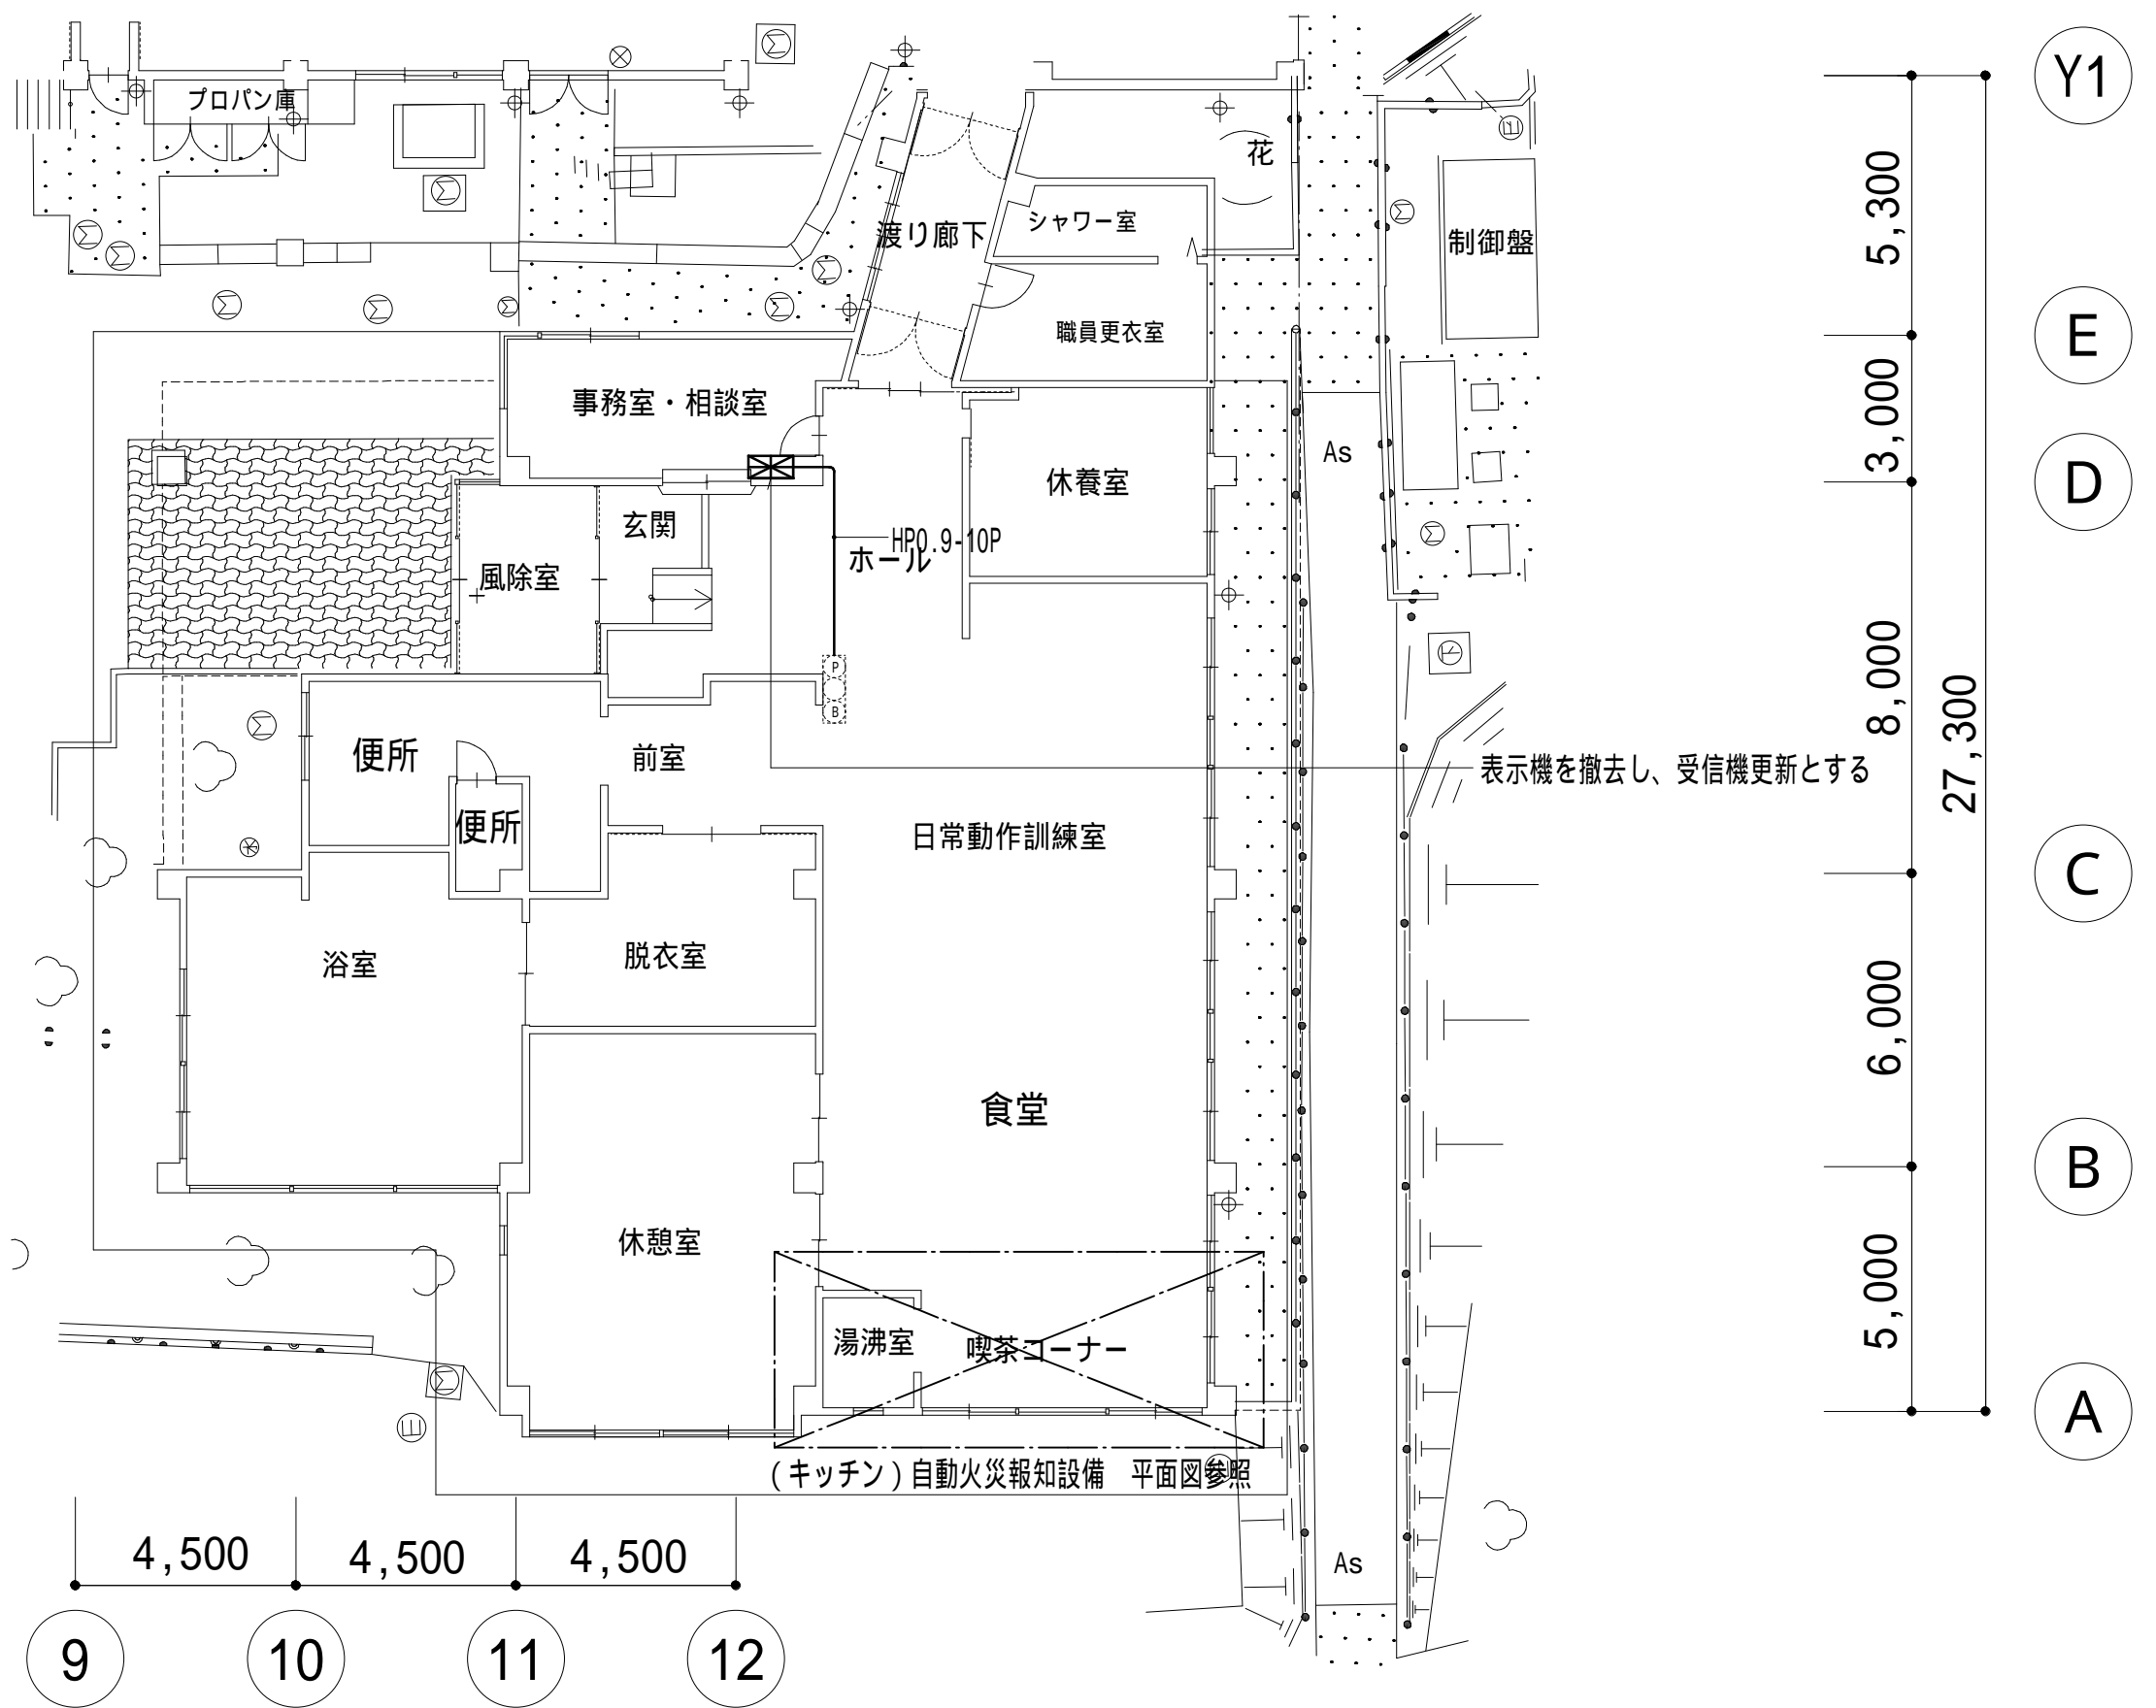 プロパン庫
Y1
花
5,300
シャワー室
渡り廊下
制御盤
職員更衣室
E
事務室・相談室
3,000
As
休養室
D
玄関
HP0.9-10P
ホール
風除室
8,000
P
27,300
B
便所
前室
表示機を撤去し、受信機更新とする
便所
日常動作訓練室
C
脱衣室
浴室
6,000
食堂
B
休憩室
5,000
湯沸室
喫茶コーナー
A
(キッチン)自動火災報知設備　平面図参照
4,500
4,500
4,500
As
9
10
11
12